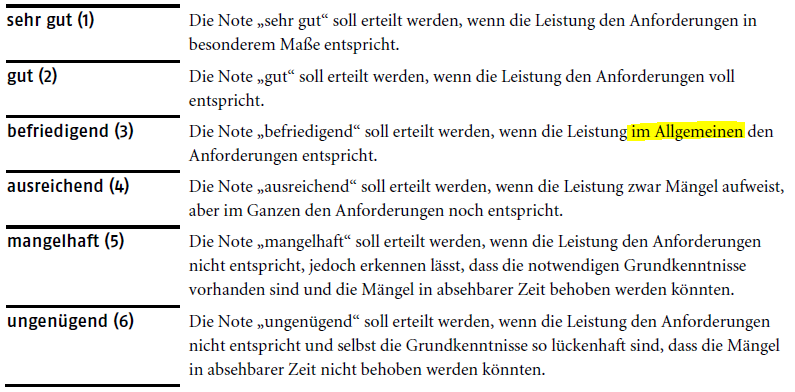 sehr gut (1) Die Note „sehr gut“ soll erteilt werden, wenn die Leistung den Anforderungen in
besonderem Maße entspricht.
gut (2) Die Note „gut“ soll erteilt werden, wenn die Leistung den Anforderungen voll
entspricht.
befriedigend (3) Die Note „befriedigend“ soll erteilt werden, wenn die Leistung im Allgemeinen den
Anforderungen entspricht.
ausreichend (4) Die Note „ausreichend“ soll erteilt werden, wenn die Leistung zwar Mängel aufweist,
aber im Ganzen den Anforderungen noch entspricht.
mangelhaft (5) Die Note „mangelhaft“ soll erteilt werden, wenn die Leistung den Anforderungen
nicht entspricht, jedoch erkennen lässt, dass die notwendigen Grundkenntnisse
vorhanden sind und die Mängel in absehbarer Zeit behoben werden könnten.
ungenügend (6) Die Note „ungenügend“ soll erteilt werden, wenn die Leistung den Anforderungen
nicht entspricht und selbst die Grundkenntnisse so lückenhaft sind, dass die Mängel
in absehbarer Zeit nicht behoben werden könnten.